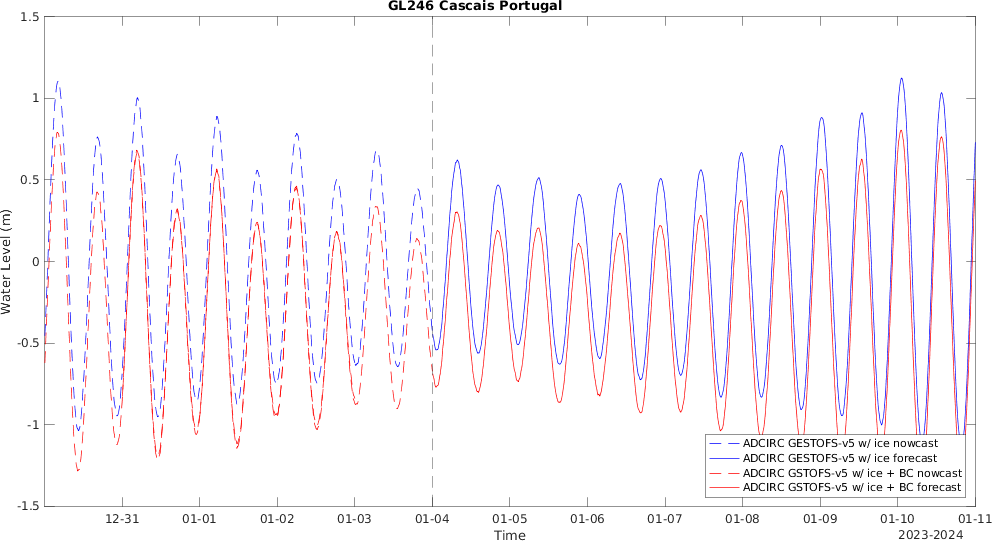 GL246 Cascais Portugal
1.5
1
0.5
0
-0.5
-1
-1.5
Water Level (m)
ADCIRC GESTOFS-v5 w/ ice nowcast
ADCIRC GESTOFS-v5 w/ ice forecast
ADCIRC GSTOFS-v5 w/ ice + BC nowcast
ADCIRC GSTOFS-v5 w/ ice + BC forecast
12-31 01-01 01-02 01-03 01-04 01-05 01-06 01-07 01-08 01-09 01-10 01-11
Time
2023-2024